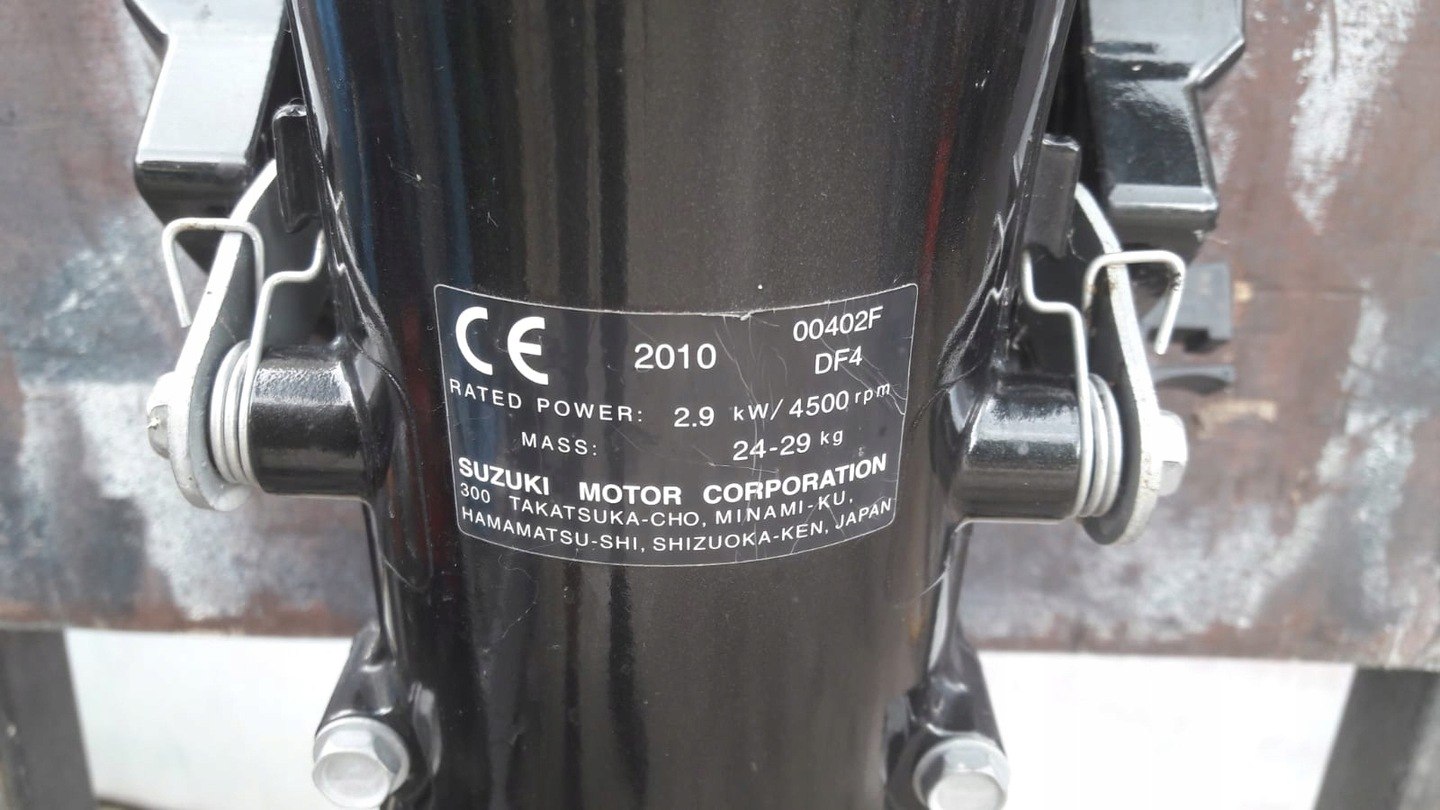 CE 2010 00402F
DF4
RATED POWER: 2.9 kW/4500 rpm
MASS: 24-29 kg
SUZUKI MOTOR CORPORATION
300 TAKATSUKA-CHO, MINAMI-KU,
HAMAMATSU-SHI, SHIZUOKA-KEN, JAPAN